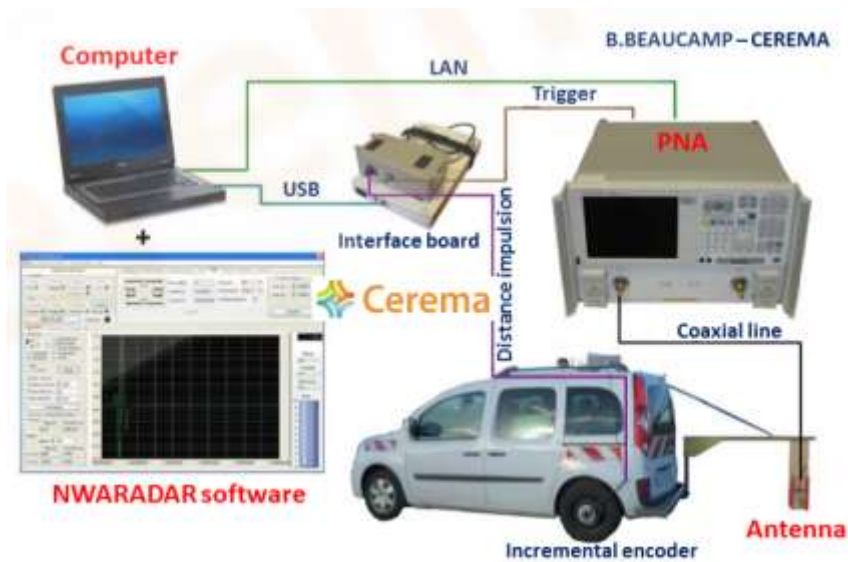 B.BEAUCAMP – CEREMA
Computer
LAN
Trigger
PNA
USB
Interface board
+
Distance impulsion
Cerema
Coaxial line
NWARADAR software
Antenna
Incremental encoder